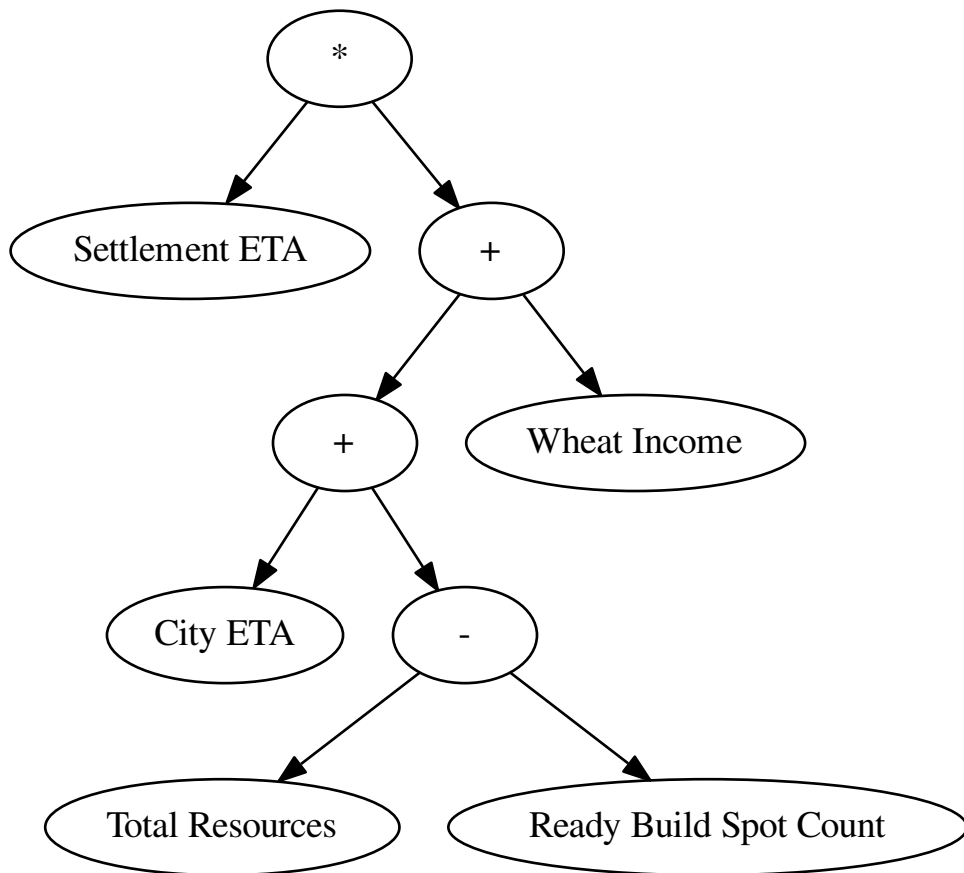 *
Settlement ETA
+
+
Wheat Income
City ETA
-
Total Resources
Ready Build Spot Count